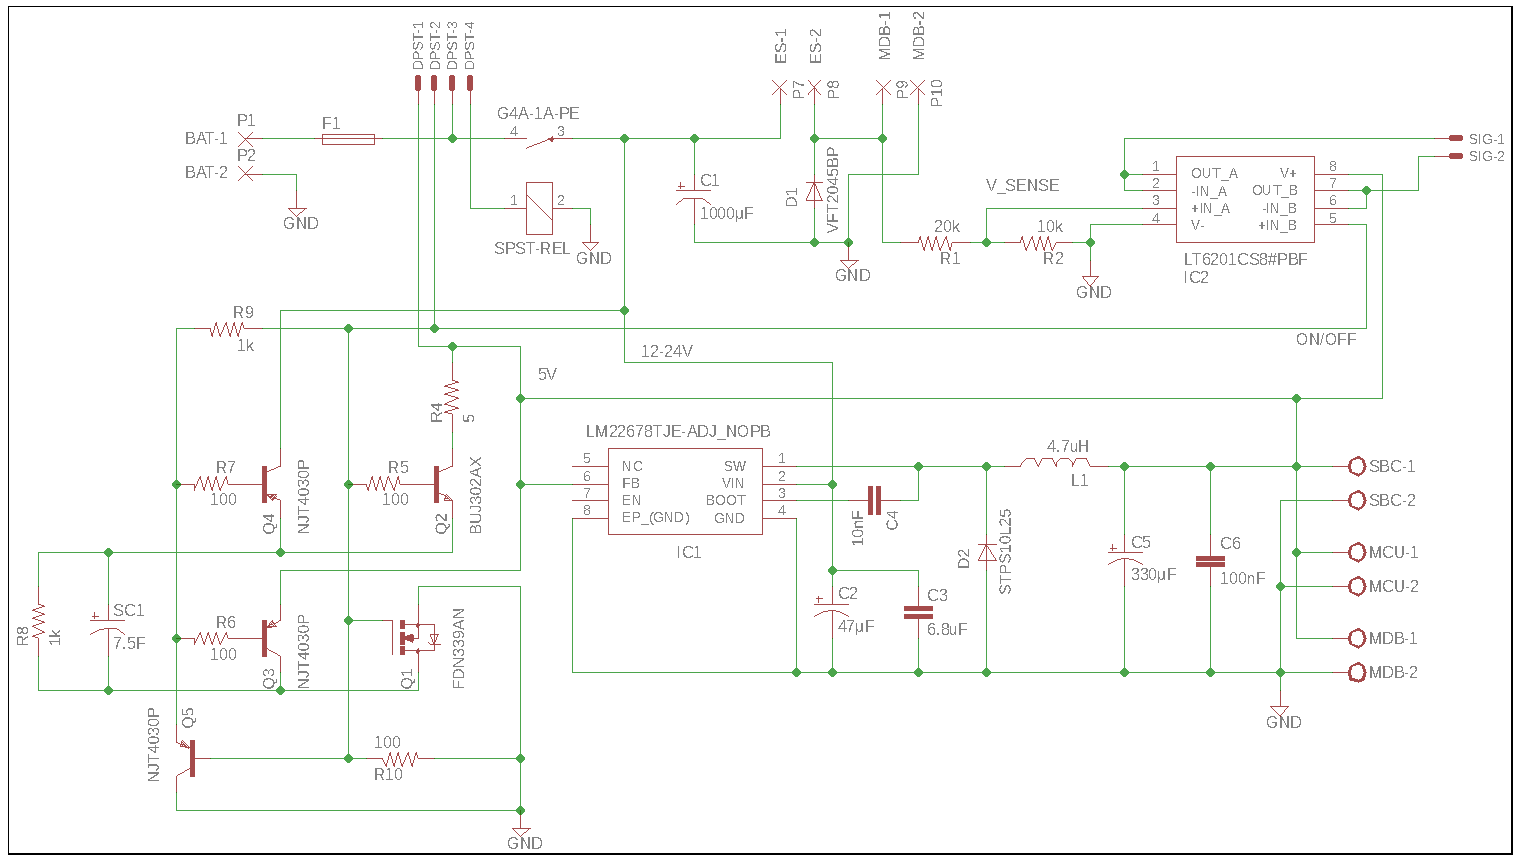 DPST-1
DPST-2
DPST-3
DPST-4
ES-1
ES-2
MDB-1
MDB-2
P7
P8
P9
P10
BAT-1
P1
BAT-2
P2
F1
GND
G4A-1A-PE
4
3
1
2
SPST-REL
GND
C1
1000µF
D1
VFT2045BP
GND
V_SENSE
20k
R1
10k
R2
GND
SIG-1
SIG-2
1
OUT_A
V+
8
2
-IN_A
OUT_B
7
3
+IN_A
-IN_B
6
4
V-
+IN_B
5
LT6201CS8#PBF
IC2
ON/OFF
R9
1k
12-24V
5V
R4
5
R7
100
Q4
NJT4030P
R5
100
Q2
BUJ302AX
LM22678TJE-ADJ_NOPB
5
NC
SW
1
6
FB
VIN
2
7
EN
BOOT
3
8
EP_(GND)
GND
4
IC1
10nF
C4
4.7uH
L1
D2
STPS10L25
C5
330µF
C6
100nF
C2
47µF
C3
6.8uF
SBC-1
SBC-2
MCU-1
MCU-2
MDB-1
MDB-2
GND
R8
1k
SC1
7.5F
R6
100
Q3
NJT4030P
Q1
FDN339AN
NJT4030P
Q5
100
R10
GND